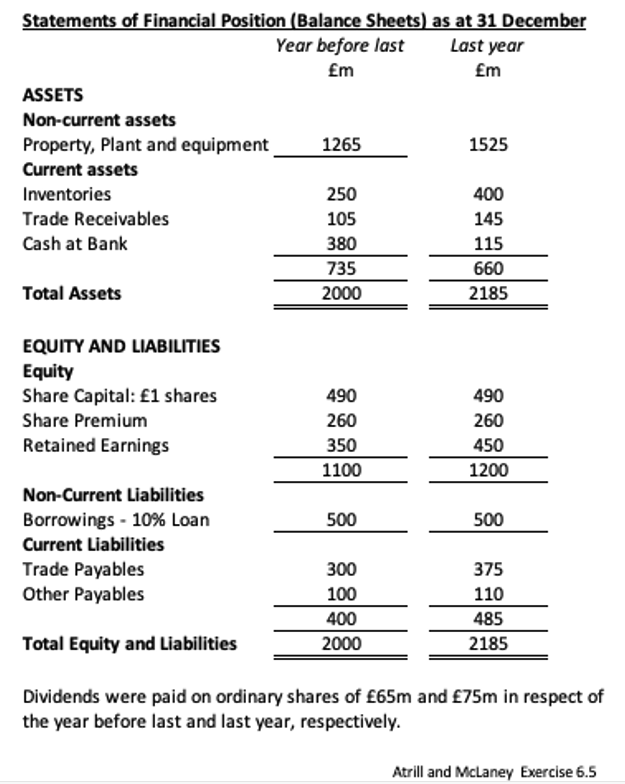 Statements of Financial Position (Balance Sheets) as at 31 December
Year before last Last year
£m £m
ASSETS
Non-current assets
Property, Plant and equipment 1265 1525
Current assets
Inventories 250 400
Trade Receivables 105 145
Cash at Bank 380 115
735 660
Total Assets 2000 2185
EQUITY AND LIABILITIES
Equity
Share Capital: £1 shares 490 490
Share Premium 260 260
Retained Earnings 350 450
1100 1200
Non-Current Liabilities
Borrowings - 10% Loan 500 500
Current Liabilities
Trade Payables 300 375
Other Payables 100 110
400 485
Total Equity and Liabilities 2000 2185
Dividends were paid on ordinary shares of £65m and £75m in respect of
the year before last and last year, respectively.
Atrill and McLaney Exercise 6.5